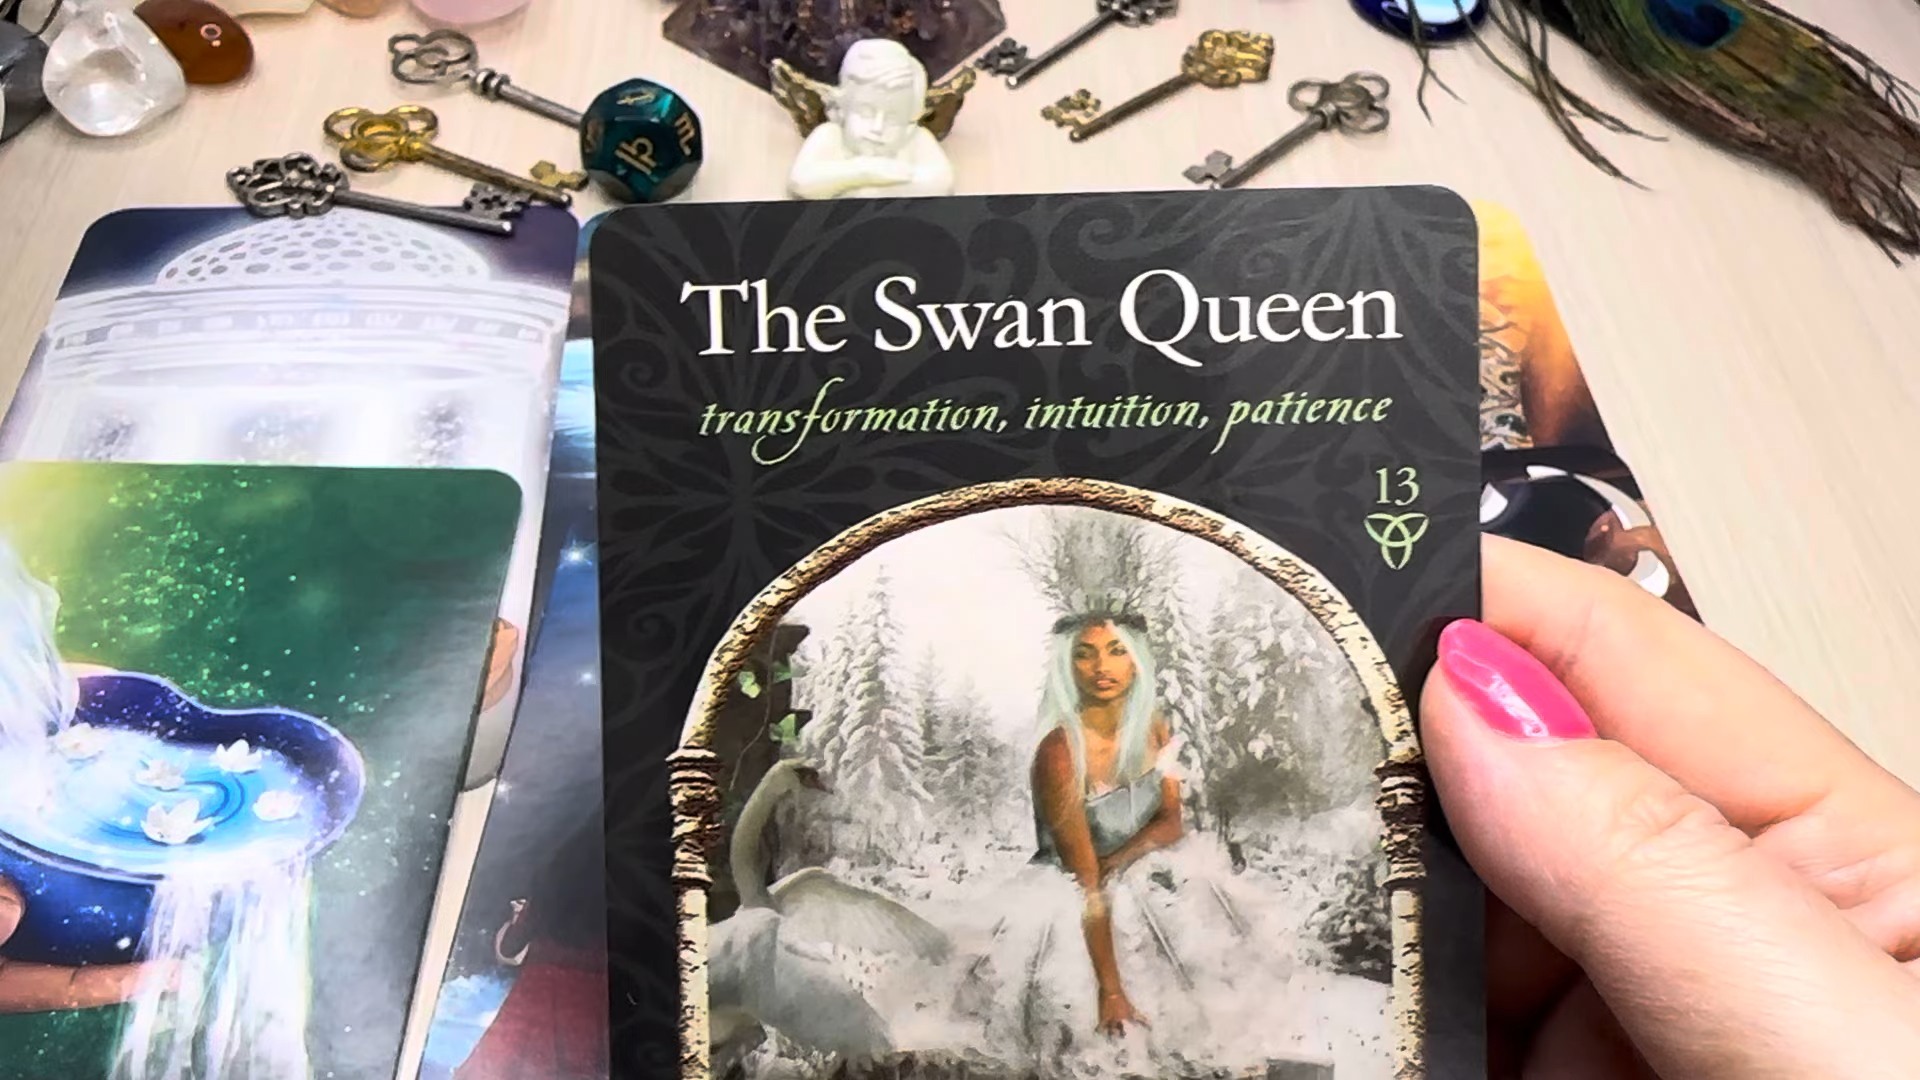 The Swan Queen
transformation, intuition, patience
13